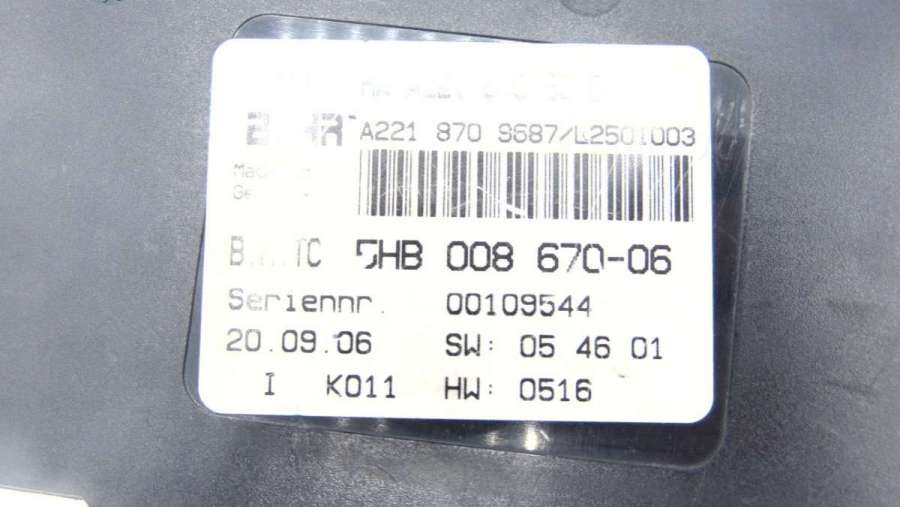 A221 870 9687/L2501003
5HB 008 670-06
Seriennr. 00109544
20.09.06 SW: 05 46 01
I K011 HW: 0516